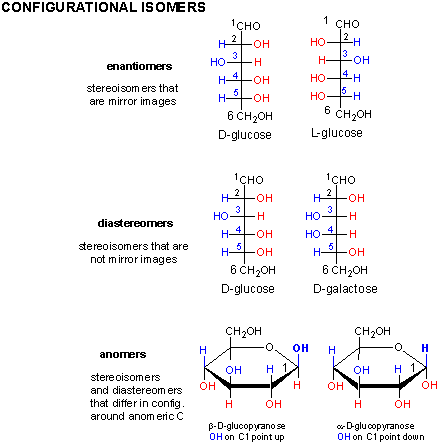 CONFIGURATIONAL ISOMERS
enantiomers
stereoisomers that
are mirror images
1CHO
H 2 OH
HO 3 H
H 4 OH
H 5 OH
6 CH2OH
D-glucose
1CHO
HO 2 H
H 3 OH
HO 4 H
HO 5 H
6 CH2OH
L-glucose
diastereomers
stereoisomers that are
not mirror images
1CHO
H 2 OH
HO 3 H
H 4 OH
H 5 OH
6 CH2OH
D-glucose
1CHO
H 2 OH
HO 3 H
HO 4 H
H 5 OH
6 CH2OH
D-galactose
anomers
stereoisomers
and diastereomers
that differ in config.
around anomeric C
CH2OH
H O OH
OH H 1
OH H H
H OH
β-D-glucopyranose
OH on C1 point up
CH2OH
H O H
OH H 1
OH H OH
H OH
α-D-glucopyranose
OH on C1 point down